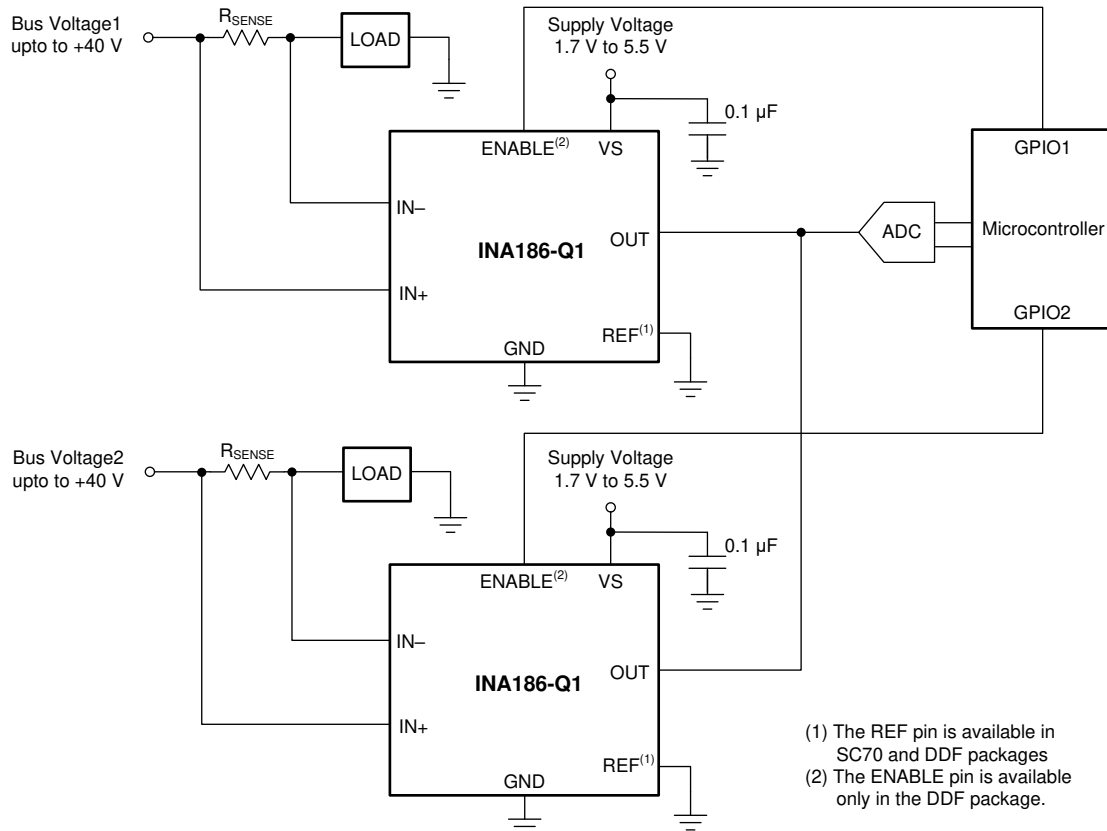 Bus Voltage1
upto to +40 V
RSENSE
LOAD
Supply Voltage
1.7 V to 5.5 V
0.1 µF
ENABLE(2)
VS
IN–
IN+
INA186-Q1
OUT
REF(1)
GND
ADC
GPIO1
Microcontroller
GPIO2
Bus Voltage2
upto to +40 V
RSENSE
LOAD
Supply Voltage
1.7 V to 5.5 V
0.1 µF
ENABLE(2)
VS
IN–
IN+
INA186-Q1
OUT
REF(1)
GND
(1) The REF pin is available in
SC70 and DDF packages
(2) The ENABLE pin is available
only in the DDF package.